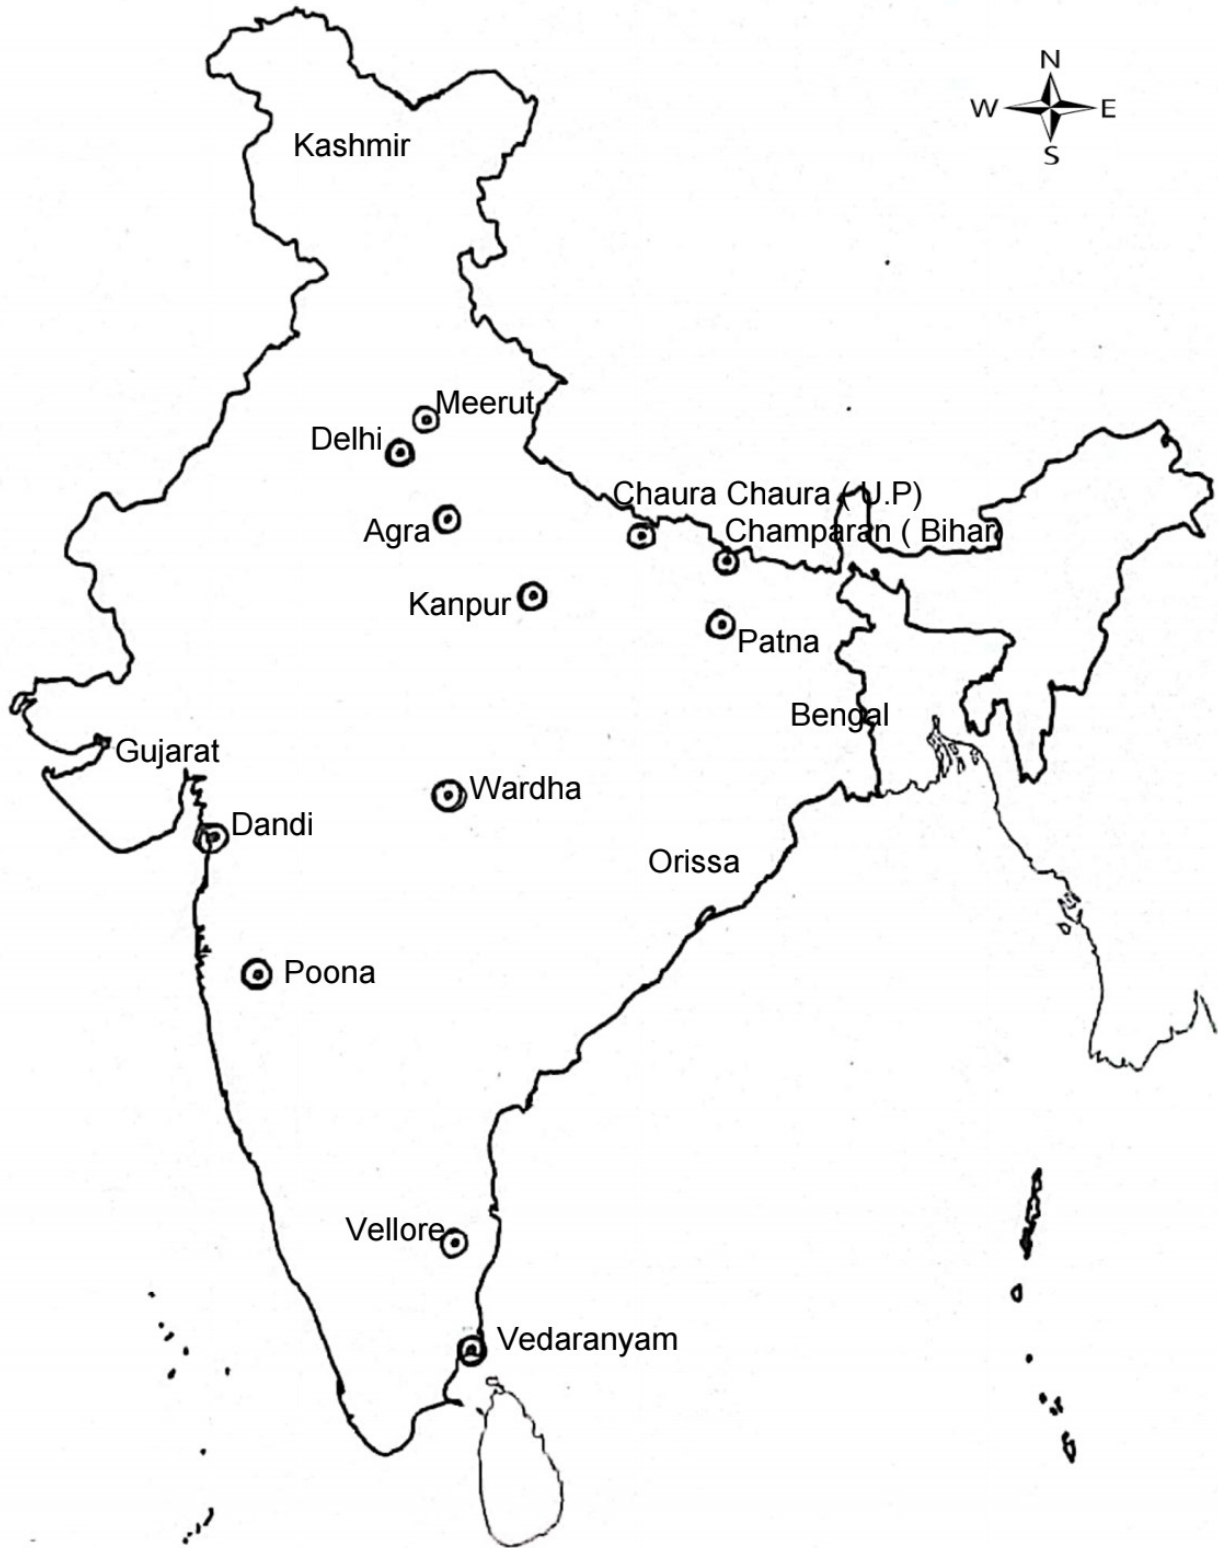 N
W E
S
Kashmir
Meerut
Delhi
Chaura Chaura ( U.P)
Agra
Champaran ( Bihar)
Kanpur
Patna
Bengal
Gujarat
Wardha
Dandi
Orissa
Poona
Vellore
Vedaranyam